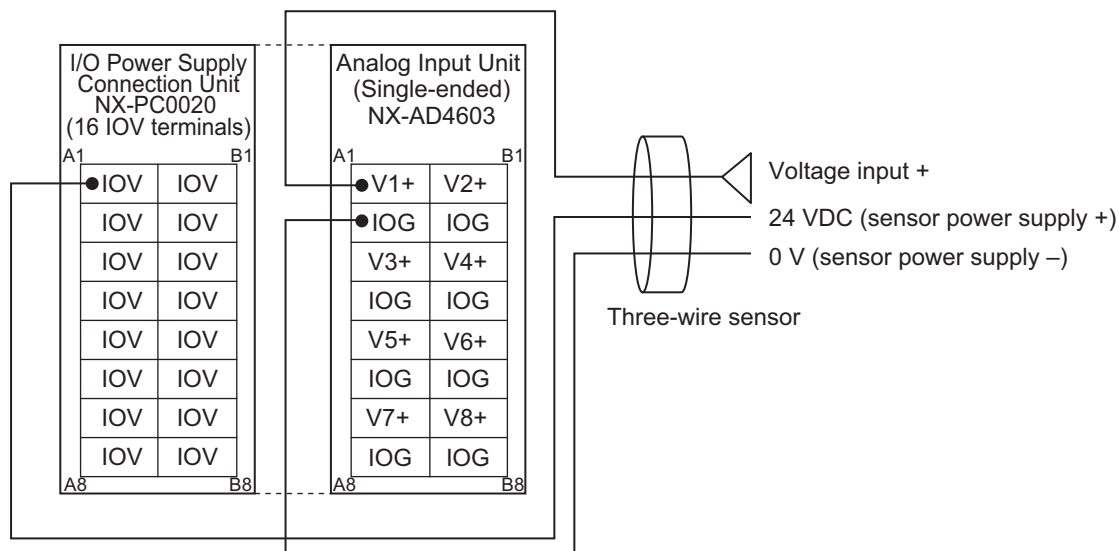 I/O Power Supply
Connection Unit
NX-PC0020
(16 IOV terminals)
A1 B1
IOV IOV
IOV IOV
IOV IOV
IOV IOV
IOV IOV
IOV IOV
IOV IOV
IOV IOV
A8 B8
Analog Input Unit
(Single-ended)
NX-AD4603
A1 B1
V1+ V2+
IOG IOG
V3+ V4+
IOG IOG
V5+ V6+
IOG IOG
V7+ V8+
IOG IOG
A8 B8
Voltage input +
24 VDC (sensor power supply +)
0 V (sensor power supply –)
Three-wire sensor